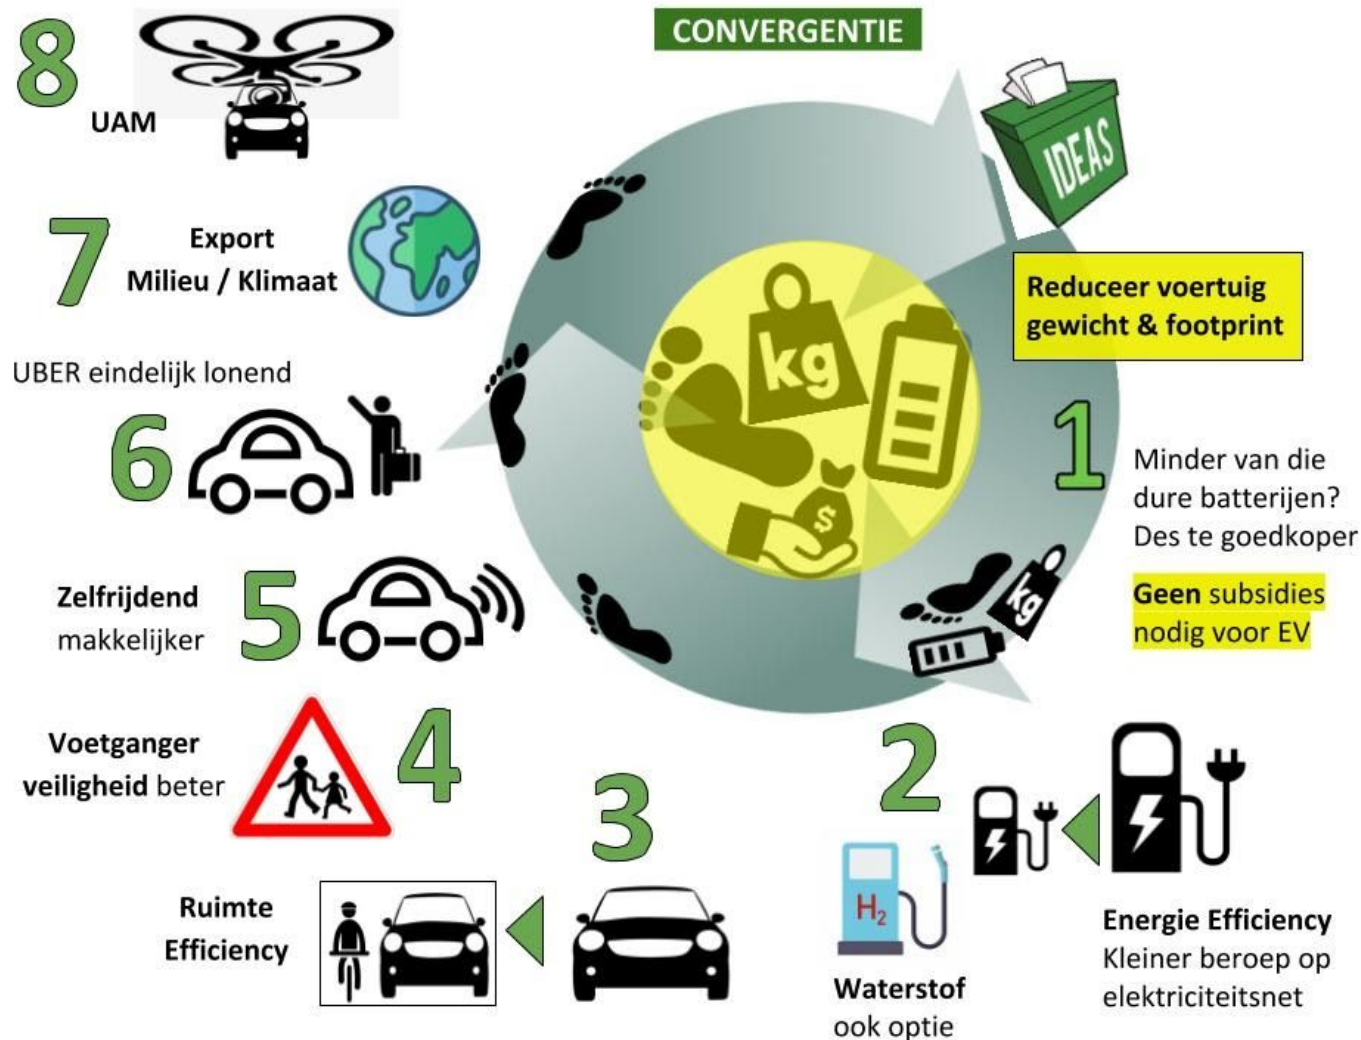 CONVERGENTIE
IDEAS
Reduceer voertuig
gewicht & footprint
kg
$
1
Minder van die
dure batterijen?
Des te goedkoper
Geen subsidies
nodig voor EV
kg
2
Energie Efficiency
Kleiner beroep op
elektriciteitsnet
H2
Waterstof
ook optie
3
Ruimte
Efficiency
4
Voetganger
veiligheid beter
5
Zelfrijdend
makkelijker
UBER eindelijk lonend
6
7
Export
Milieu / Klimaat
8
UAM